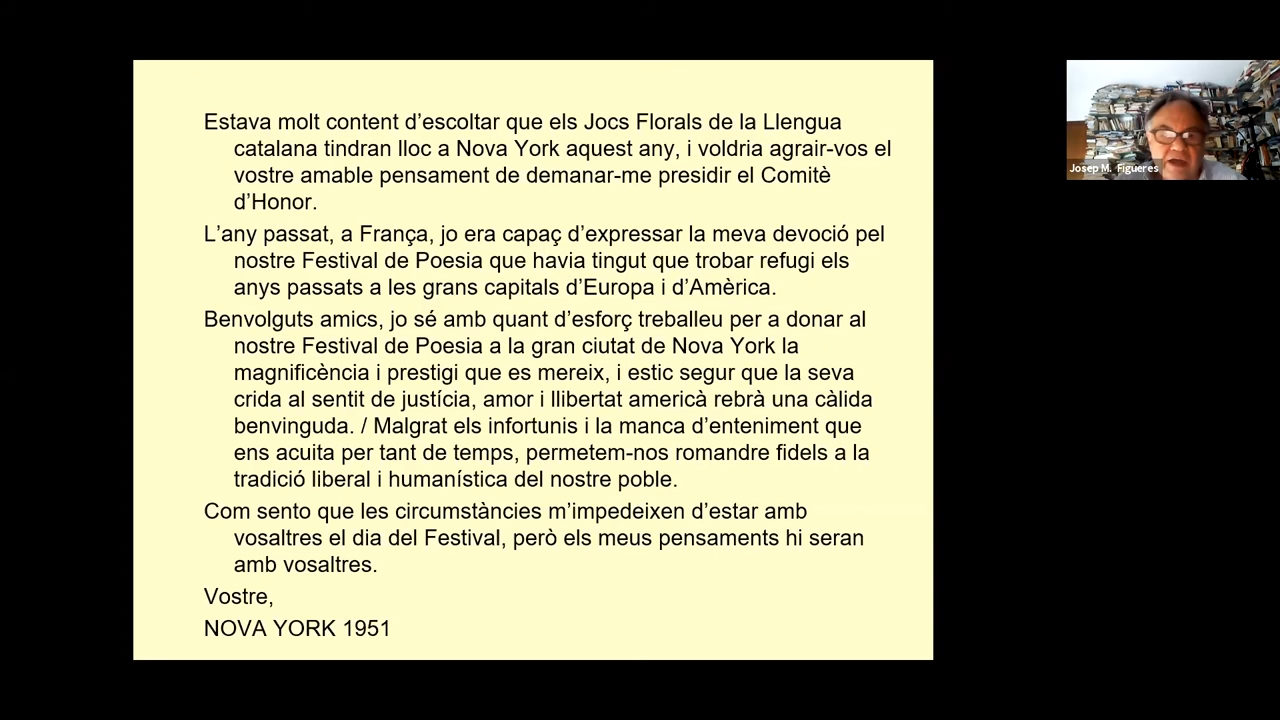 Estava molt content d’escoltar que els Jocs Florals de la Llengua
catalana tindran lloc a Nova York aquest any, i voldria agrair-vos el
vostre amable pensament de demanar-me presidir el Comitè
d’Honor.
L’any passat, a França, jo era capaç d’expressar la meva devoció pel
nostre Festival de Poesia que havia tingut que trobar refugi els
anys passats a les grans capitals d’Europa i d’Amèrica.
Benvolguts amics, jo sé amb quant d’esforç treballeu per a donar al
nostre Festival de Poesia a la gran ciutat de Nova York la
magnificència i prestigi que es mereix, i estic segur que la seva
crida al sentit de justícia, amor i llibertat americà rebrà una càlida
benvinguda. / Malgrat els infortunis i la manca d’enteniment que
ens acuita per tant de temps, permetem-nos romandre fidels a la
tradició liberal i humanística del nostre poble.
Com sento que les circumstàncies m’impedeixen d’estar amb
vosaltres el dia del Festival, però els meus pensaments hi seran
amb vosaltres.
Vostre,
NOVA YORK 1951
Josep M. Figueres